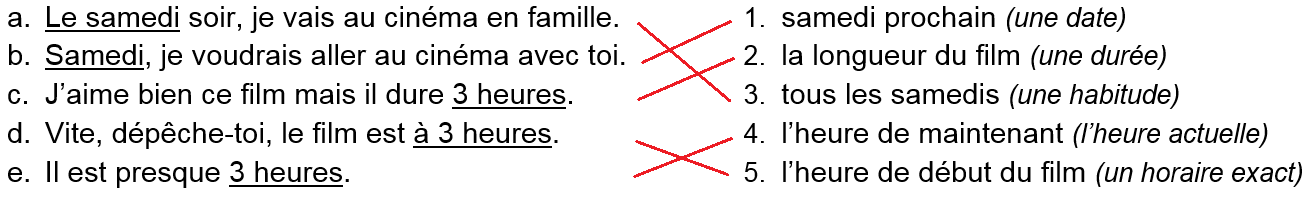 a. Le samedi soir, je vais au cinéma en famille. 1. samedi prochain (une date)
b. Samedi, je voudrais aller au cinéma avec toi. 2. la longueur du film (une durée)
c. J’aime bien ce film mais il dure 3 heures. 3. tous les samedis (une habitude)
d. Vite, dépêche-toi, le film est à 3 heures. 4. l’heure de maintenant (l’heure actuelle)
e. Il est presque 3 heures. 5. l’heure de début du film (un horaire exact)